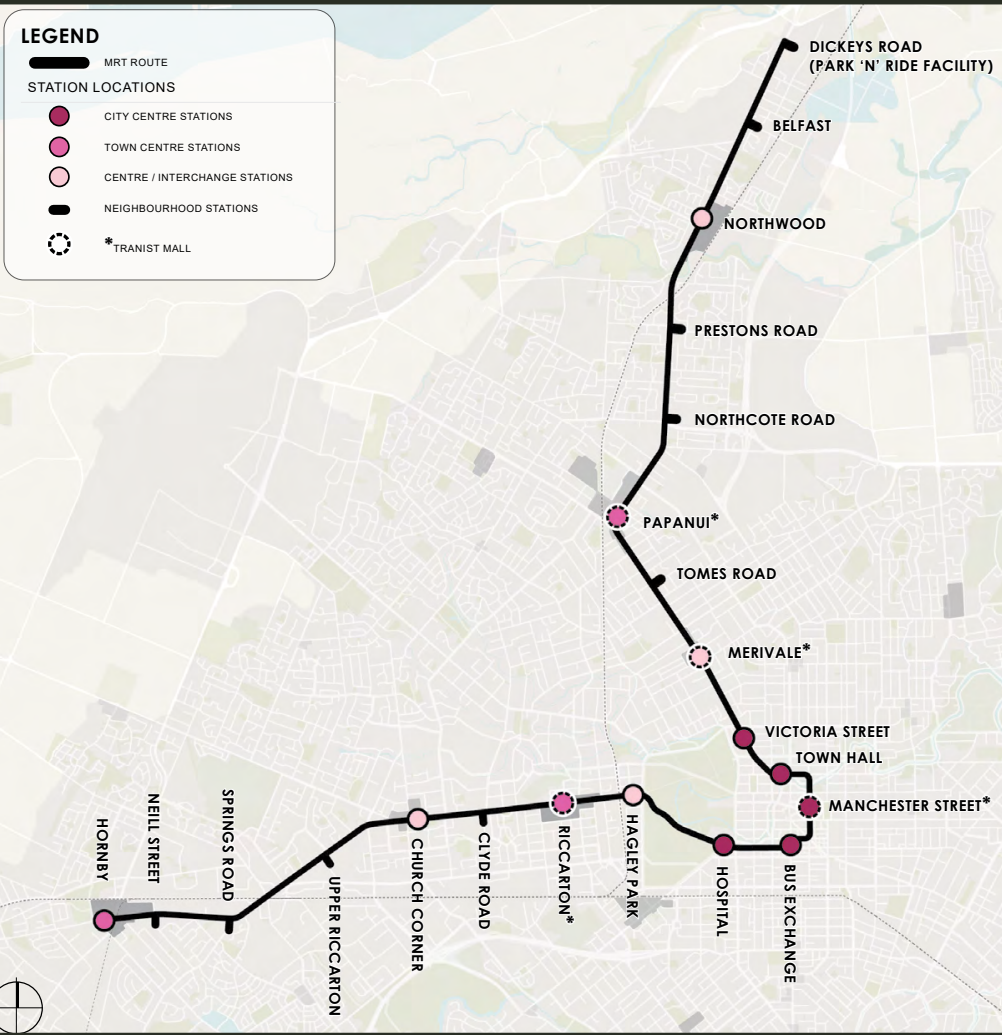 LEGEND
MRT ROUTE
STATION LOCATIONS
CITY CENTRE STATIONS
TOWN CENTRE STATIONS
CENTRE / INTERCHANGE STATIONS
NEIGHBOURHOOD STATIONS
*TRANIST MALL
DICKEYS ROAD
(PARK ‘N’ RIDE FACILITY)
BELFAST
NORTHWOOD
PRESTONS ROAD
NORTHCOTE ROAD
PAPANUI*
TOMES ROAD
MERIVALE*
VICTORIA STREET
TOWN HALL
MANCHESTER STREET*
BUS EXCHANGE
HOSPITAL
HAGLEY PARK
RICCARTON*
CLYDE ROAD
CHURCH CORNER
UPPER RICCARTON
SPRINGS ROAD
NEILL STREET
HORNBY